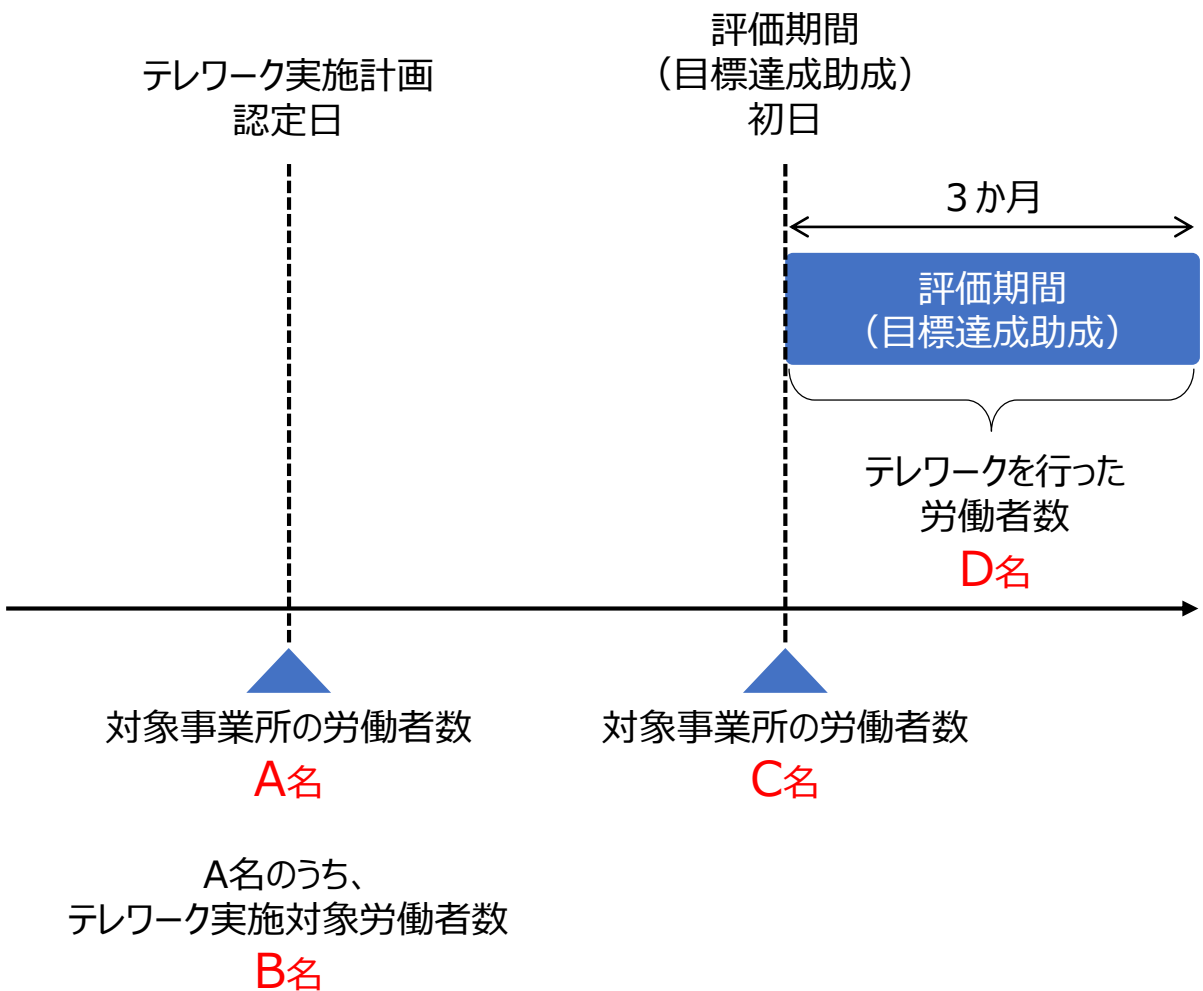 テレワーク実施計画
認定日
評価期間
（目標達成助成）
初日
３か月
評価期間
（目標達成助成）
テレワークを行った
労働者数
D名
対象事業所の労働者数
A名
対象事業所の労働者数
C名
A名のうち、
テレワーク実施対象労働者数
B名